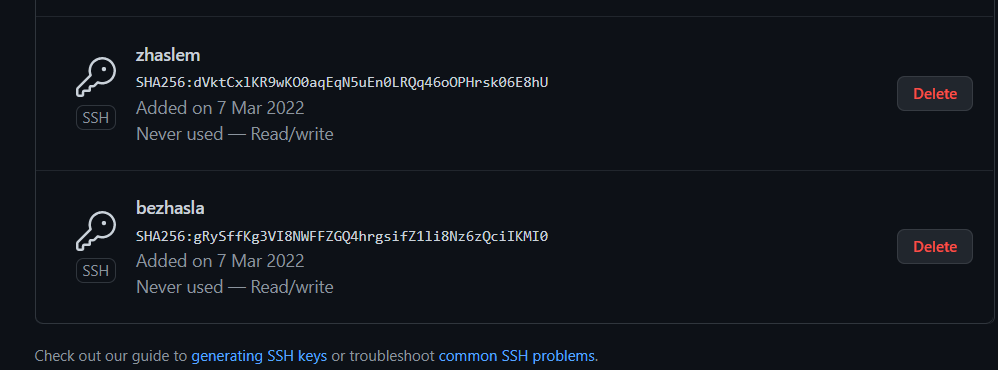 zhaslem
SHA256:dVktCxlKR9wKO0aqEqN5uEn0LRQq46oOPHrsk06E8hU
SSH
Added on 7 Mar 2022
Never used — Read/write
Delete
bezhasla
SHA256:gRySffKg3VI8NWFFZGQ4hrgsifZ1li8Nz6zQciIKMI0
SSH
Added on 7 Mar 2022
Never used — Read/write
Delete
Check out our guide to generating SSH keys or troubleshoot common SSH problems.